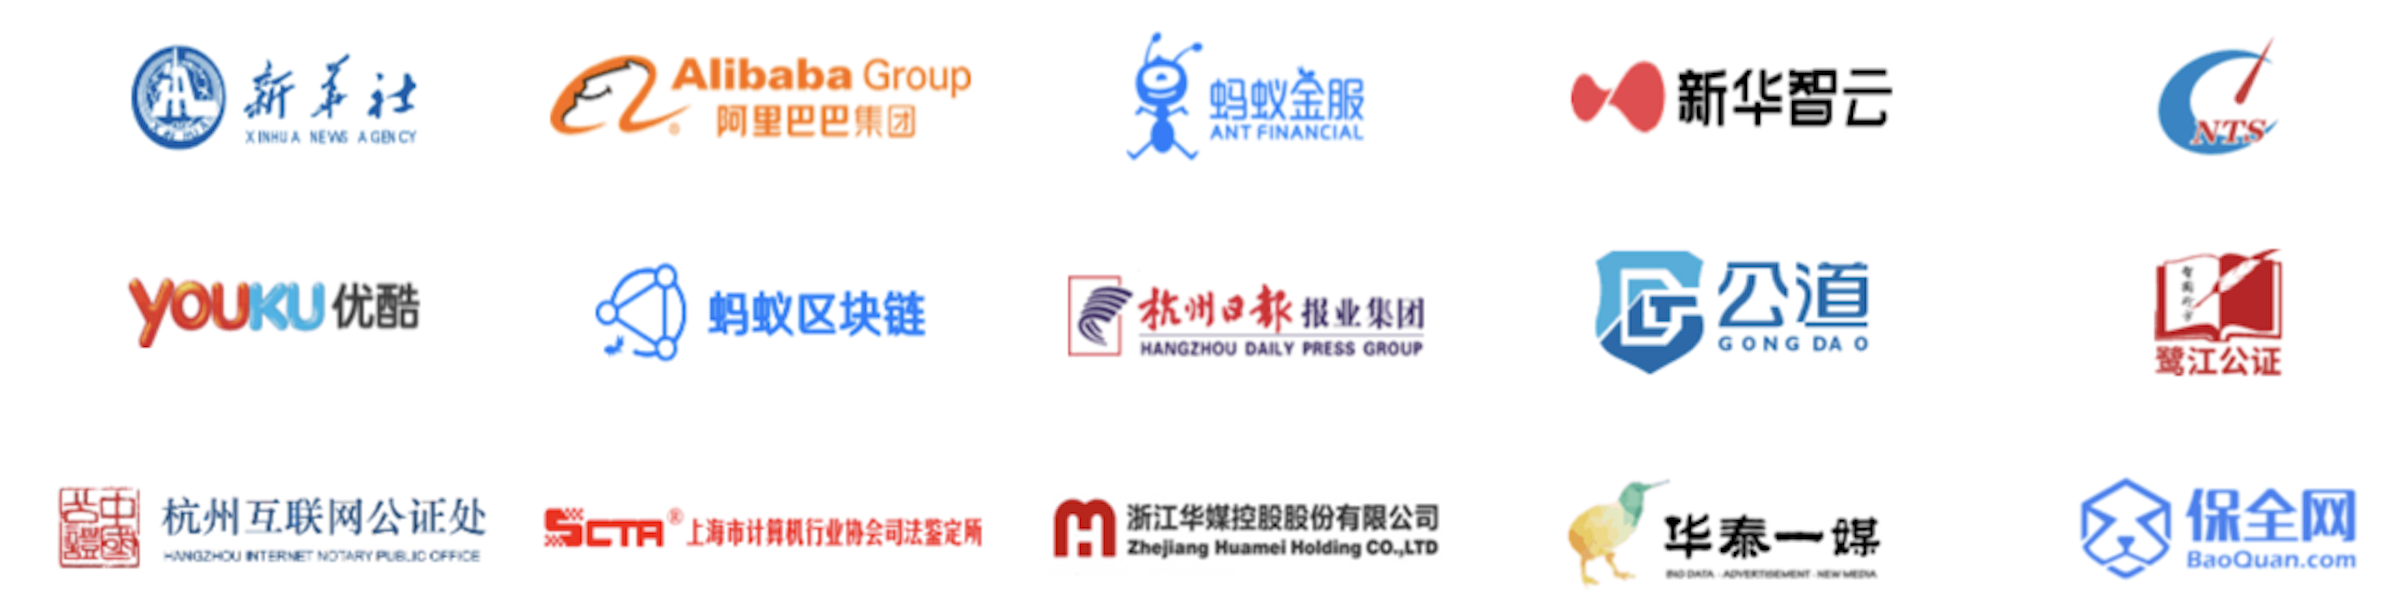 新华社
XINHUA NEWS AGENCY
Alibaba Group
阿里巴巴集团
蚂蚁金服
ANT FINANCIAL
新华智云
NTS
YOUKU 优酷
蚂蚁区块链
杭州日报 报业集团
HANGZHOU DAILY PRESS GROUP
公道
GONG DAO
鹭江公证
中國公證
杭州互联网公证处
HANGZHOU INTERNET NOTARY PUBLIC OFFICE
SCTA® 上海市计算机行业协会司法鉴定所
浙江华媒控股股份有限公司
Zhejiang Huamei Holding CO.,LTD
华泰一媒
BIG DATA · ADVERTISEMENT · NEW MEDIA
保全网
BaoQuan.com